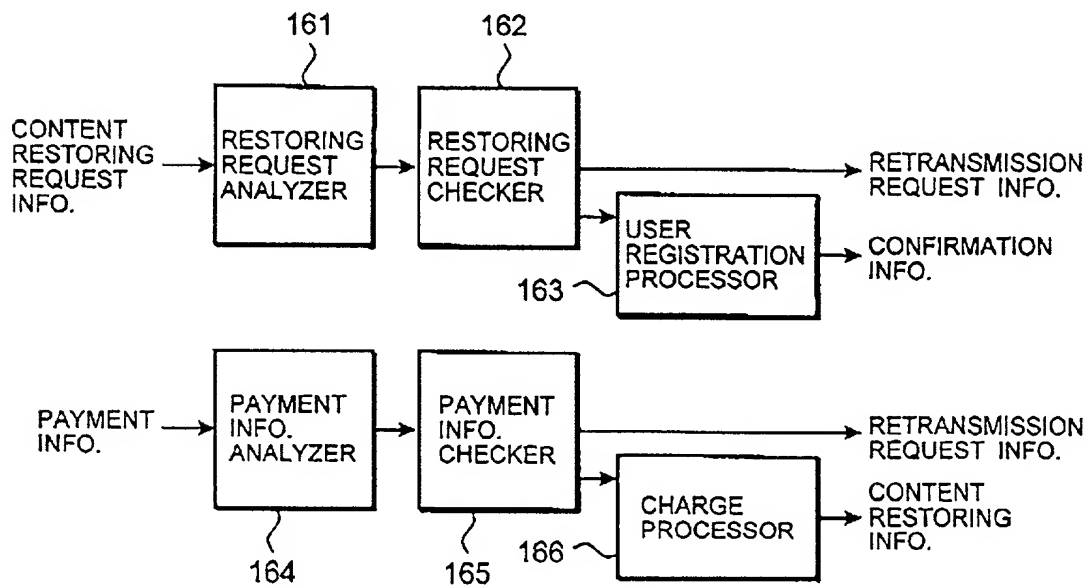 161
162
CONTENT
RESTORING
REQUEST
INFO.
RESTORING
REQUEST
ANALYZER
RESTORING
REQUEST
CHECKER
RETRANSMISSION
REQUEST INFO.
USER
REGISTRATION
PROCESSOR
163
CONFIRMATION
INFO.
PAYMENT
INFO.
PAYMENT
INFO.
ANALYZER
PAYMENT
INFO.
CHECKER
RETRANSMISSION
REQUEST INFO.
CHARGE
PROCESSOR
CONTENT
RESTORING
INFO.
164
165
166